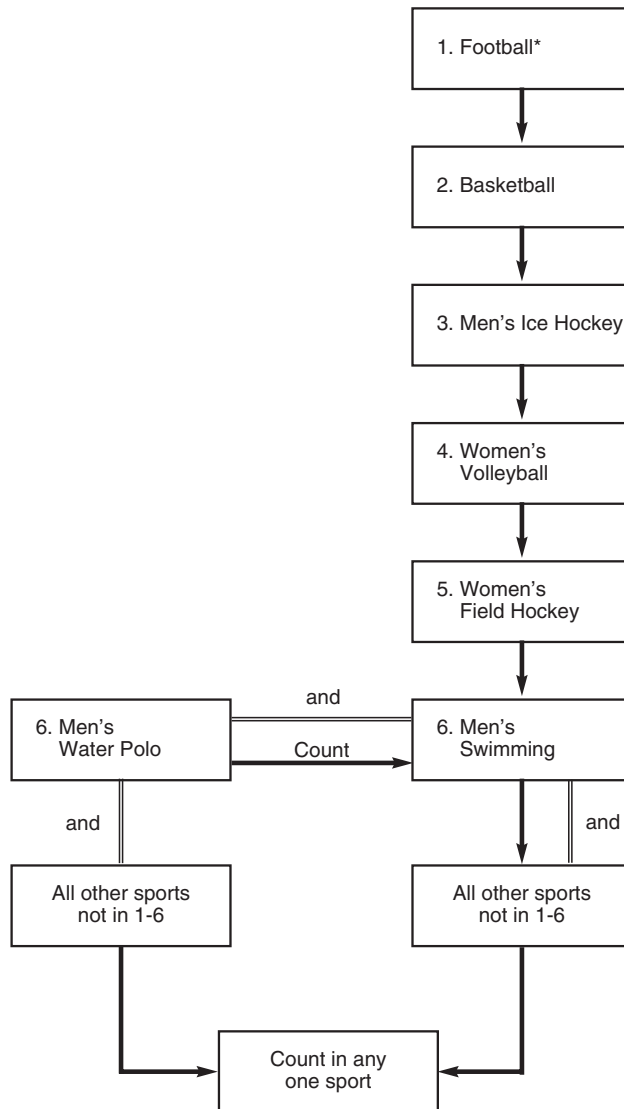 1. Football*
2. Basketball
3. Men's Ice Hockey
4. Women's
Volleyball
5. Women's
Field Hockey
and
6. Men's
Water Polo
Count
6. Men's
Swimming
and
and
All other sports
not in 1-6
All other sports
not in 1-6
Count in any
one sport